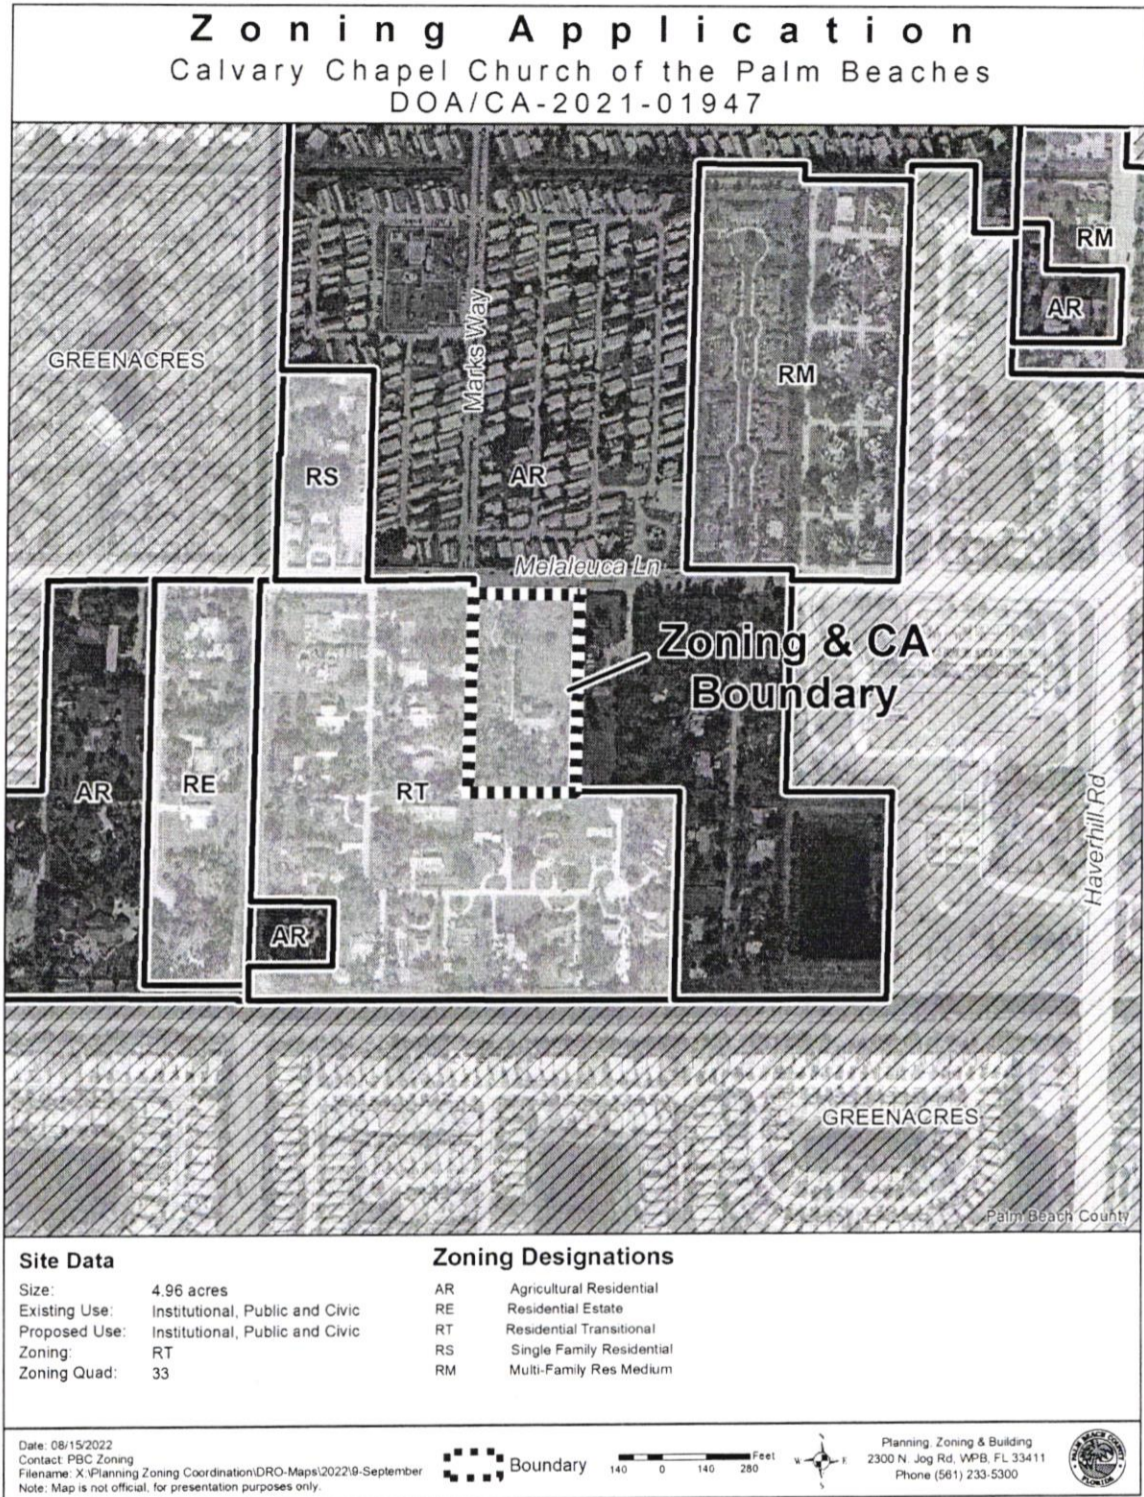 Zoning Application
Calvary Chapel Church of the Palm Beaches
DOA/CA-2021-01947
RM
AR
GREENACRES
Marks Way
RM
RS
AR
Melaleuca Ln
Zoning & CA
Boundary
AR
RE
RT
Haverhill Rd
AR
GREENACRES
Palm Beach County
Site Data
Size: 4.96 acres
Existing Use: Institutional, Public and Civic
Proposed Use: Institutional, Public and Civic
Zoning: RT
Zoning Quad: 33
Zoning Designations
AR Agricultural Residential
RE Residential Estate
RT Residential Transitional
RS Single Family Residential
RM Multi-Family Res Medium
Date: 08/15/2022
Contact: PBC Zoning
Filename: X:\Planning Zoning Coordination\DRO-Maps\2022\9-September
Note: Map is not official, for presentation purposes only.
Boundary
Feet
140 0 140 280
N
W E
S
Planning, Zoning & Building
2300 N. Jog Rd, WPB, FL 33411
Phone (561) 233-5300
PALM BEACH COUNTY
FLORIDA